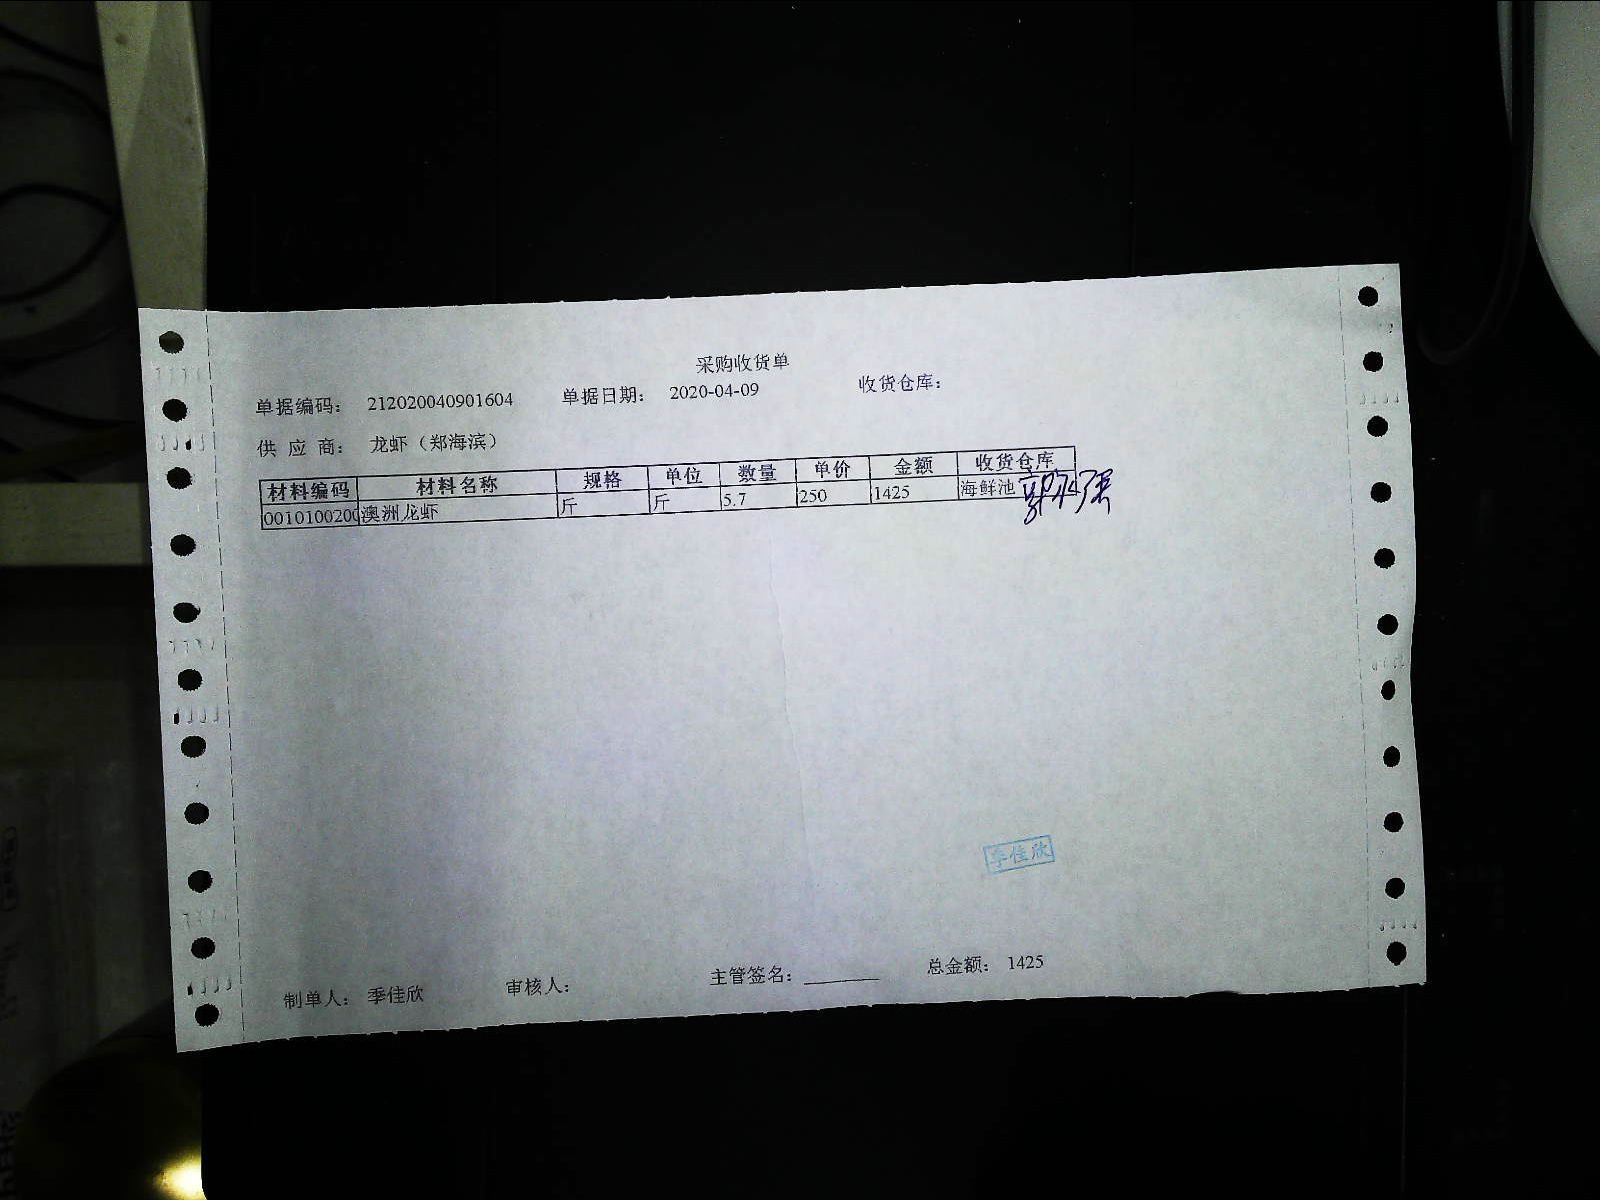 采购收货单
单据编码： 212020040901604 单据日期： 2020-04-09 收货仓库：
供 应 商： 龙虾（郑海滨）
材料编码 材料名称 规格 单位 数量 单价 金额 收货仓库
0010100200 澳洲龙虾 斤 斤 5.7 250 1425 海鲜池
季佳欣
制单人： 季佳欣 审核人： 主管签名：________ 总金额： 1425